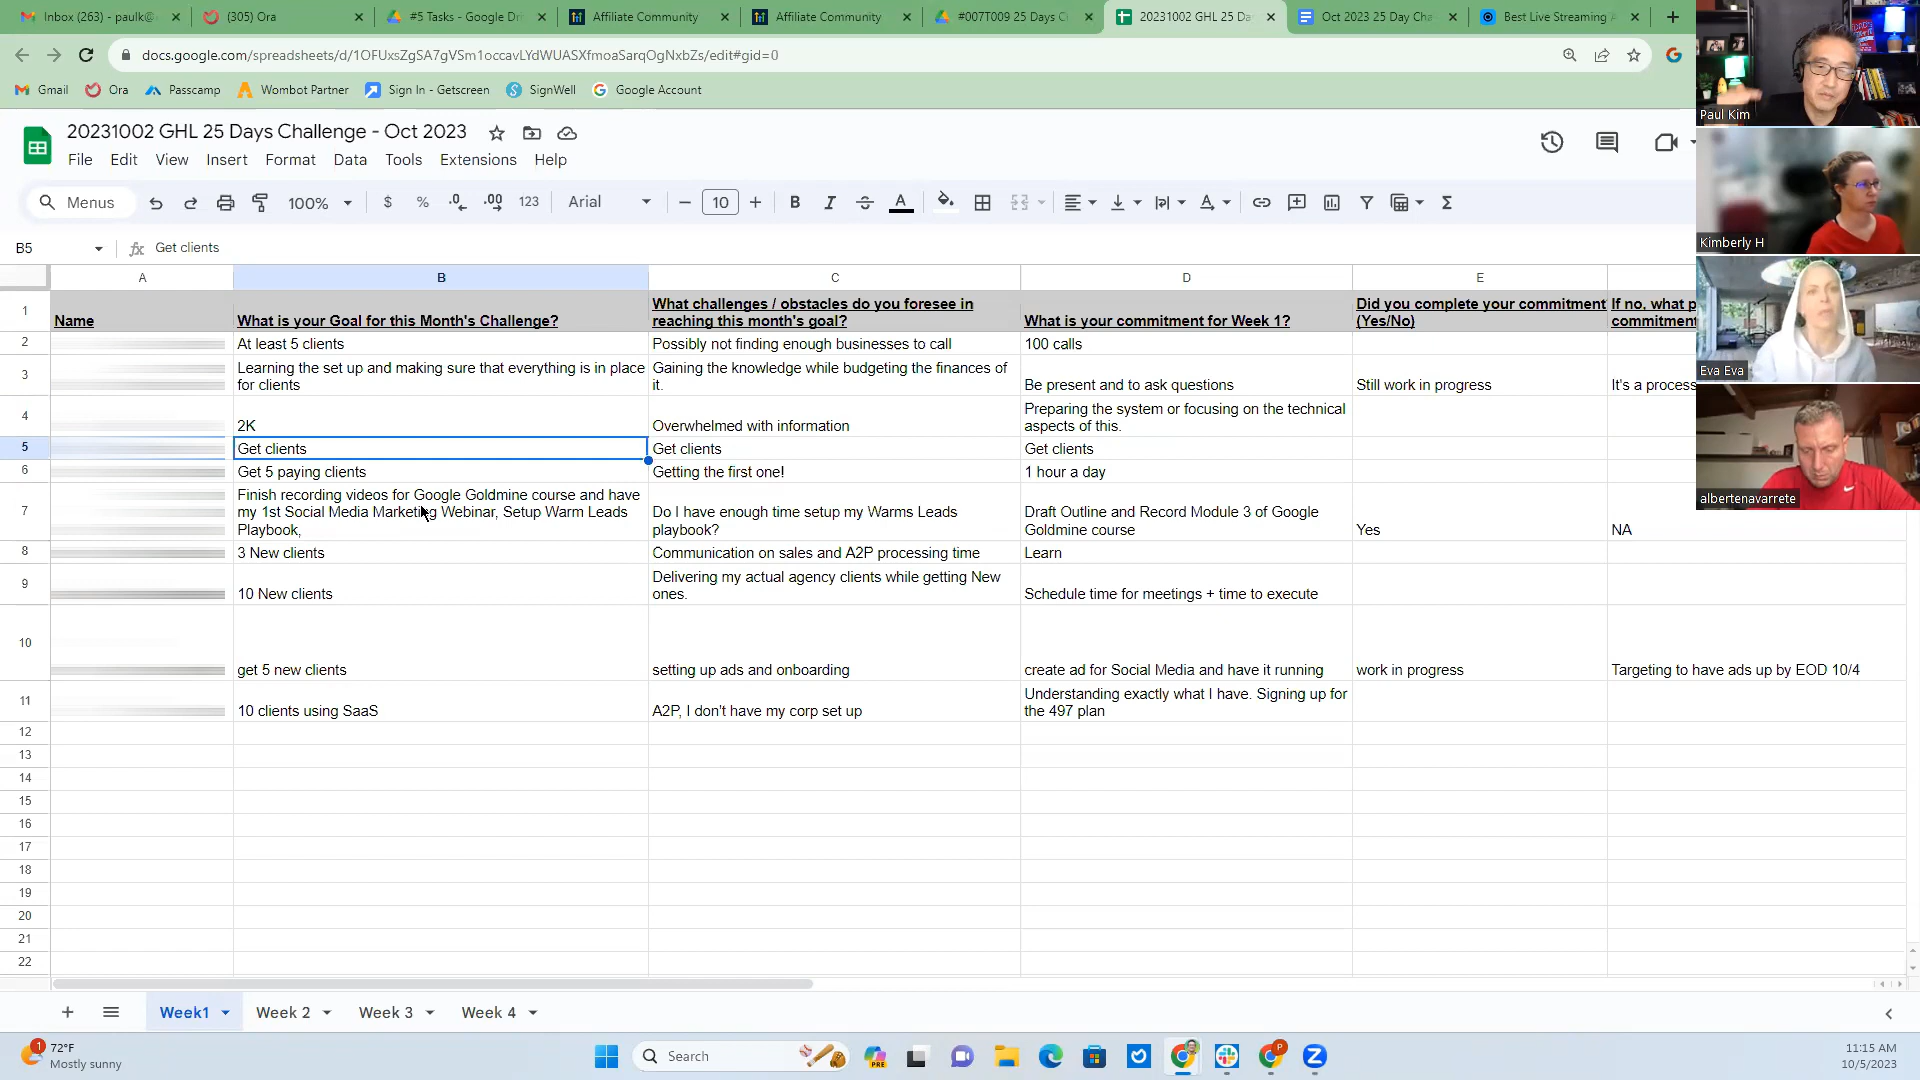 Inbox (263) - paulk@
(305) Ora
#5 Tasks - Google Dri
Affiliate Community
Affiliate Community
#007T009 25 Days C
20231002 GHL 25 Da
Oct 2023 25 Day Cha
Best Live Streaming
docs.google.com/spreadsheets/d/1OFUxsZgSA7gVSm1occavLYdWUASXfmoaSarqOgNxbZs/edit#gid=0
Gmail
Ora
Passcamp
Wombot Partner
Sign In - Getscreen
SignWell
Google Account
20231002 GHL 25 Days Challenge - Oct 2023
File Edit View Insert Format Data Tools Extensions Help
Menus 100% $ % .0 .00 123 Arial 10 B I A
B5 fx Get clients
A B C D E
1 Name
What is your Goal for this Month's Challenge?
What challenges / obstacles do you foresee in
reaching this month's goal?
What is your commitment for Week 1?
Did you complete your commitment
(Yes/No)
If no, what p
commitment
2 At least 5 clients
Possibly not finding enough businesses to call
100 calls
3 Learning the set up and making sure that everything is in place
for clients
Gaining the knowledge while budgeting the finances of
it.
Be present and to ask questions
Still work in progress
It's a process
4 2K
Overwhelmed with information
Preparing the system or focusing on the technical
aspects of this.
5 Get clients
Get clients
Get clients
6 Get 5 paying clients
Getting the first one!
1 hour a day
7 Finish recording videos for Google Goldmine course and have
my 1st Social Media Marketing Webinar, Setup Warm Leads
Playbook,
Do I have enough time setup my Warms Leads
playbook?
Draft Outline and Record Module 3 of Google
Goldmine course
Yes
NA
8 3 New clients
Communication on sales and A2P processing time
Learn
9 10 New clients
Delivering my actual agency clients while getting New
ones.
Schedule time for meetings + time to execute
10 get 5 new clients
setting up ads and onboarding
create ad for Social Media and have it running
work in progress
Targeting to have ads up by EOD 10/4
11 10 clients using SaaS
A2P, I don't have my corp set up
Understanding exactly what I have. Signing up for
the 497 plan
12
13
14
15
16
17
18
19
20
21
22
Week1 Week 2 Week 3 Week 4
Paul Kim
Kimberly H
Eva Eva
albertenavarrete
1
72°F
Mostly sunny
Search
PRE
P
11:15 AM
10/5/2023